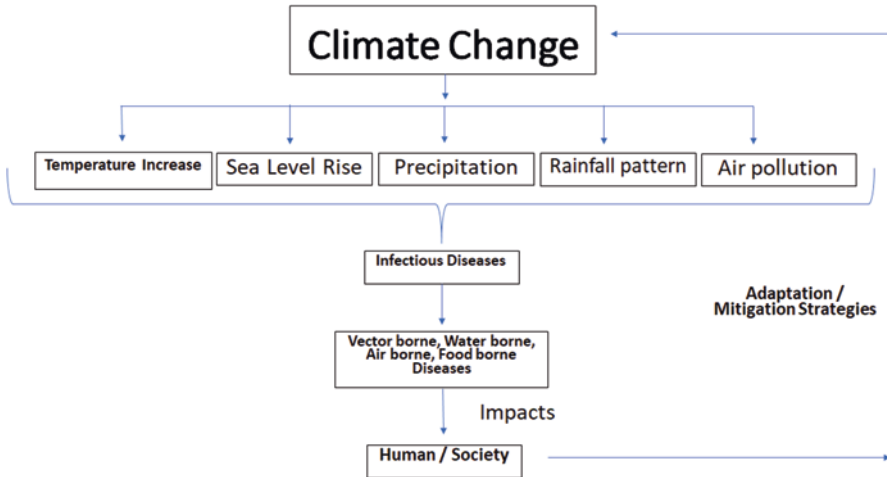 Climate Change
Temperature Increase
Sea Level Rise
Precipitation
Rainfall pattern
Air pollution
Infectious Diseases
Adaptation /
Mitigation Strategies
Vector borne, Water borne,
Air borne, Food borne
Diseases
Impacts
Human / Society